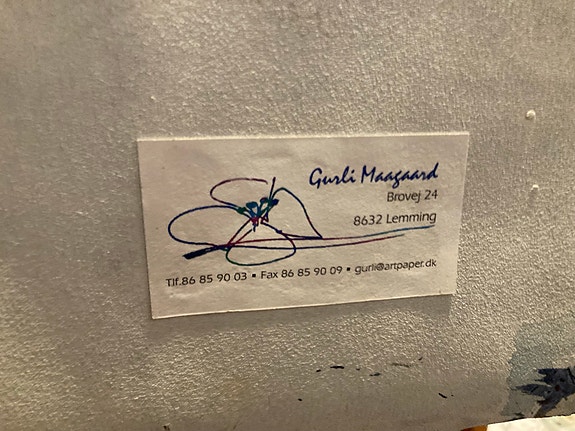 Gurli Maagaard
Brovej 24
8632 Lemming
Tlf.86 85 90 03 ▪ Fax 86 85 90 09 ▪ gurli@artpaper.dk